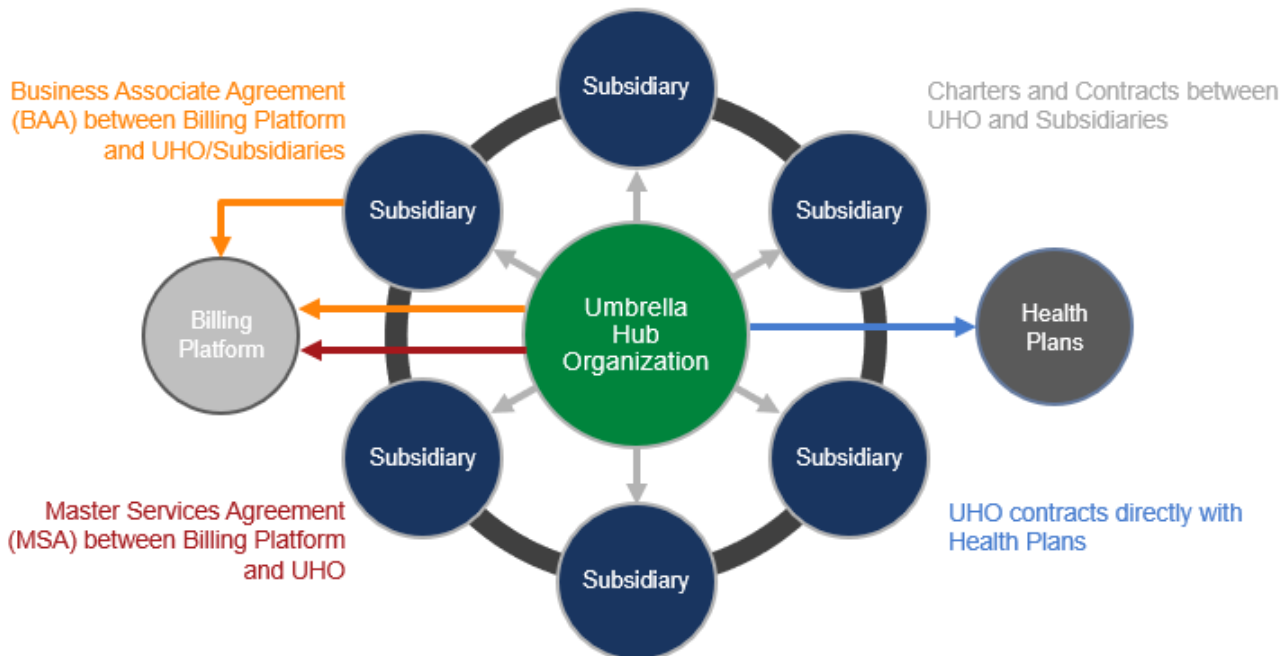 Subsidiary
Business Associate Agreement
(BAA) between Billing Platform
and UHO/Subsidiaries
Charters and Contracts between
UHO and Subsidiaries
Subsidiary
Subsidiary
Billing
Platform
Umbrella
Hub
Organization
Health
Plans
Subsidiary
Subsidiary
Master Services Agreement
(MSA) between Billing Platform
and UHO
UHO contracts directly with
Health Plans
Subsidiary